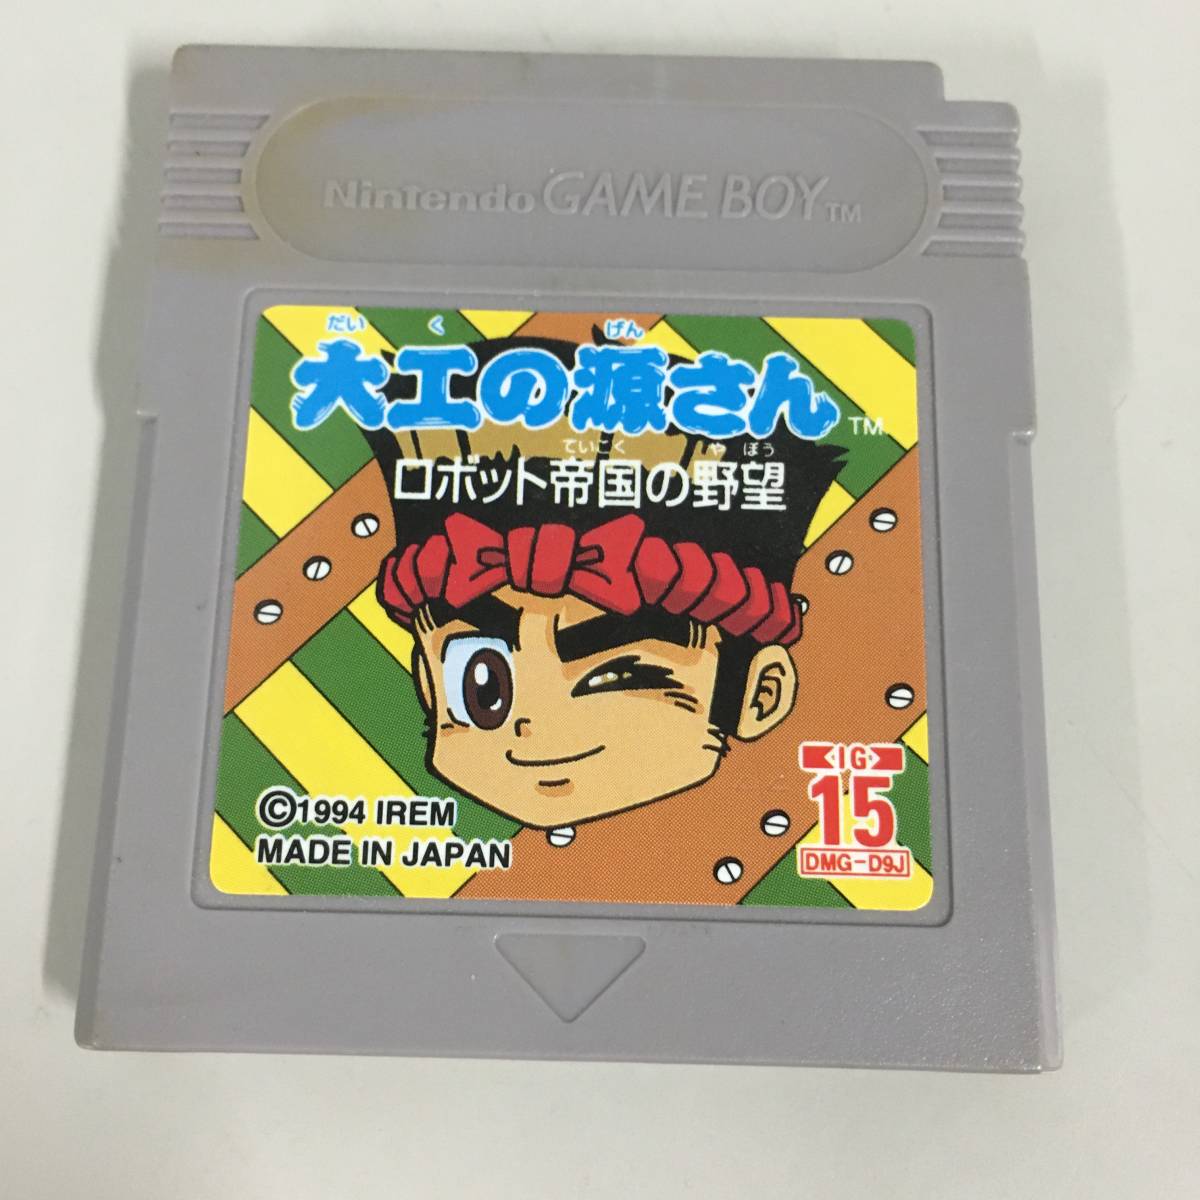 Nintendo GAME BOY TM
だいく げん
大工の源さん TM
ていこく やぼう
ロボット帝国の野望
©1994 IREM
MADE IN JAPAN
IG
15
DMG-D9J